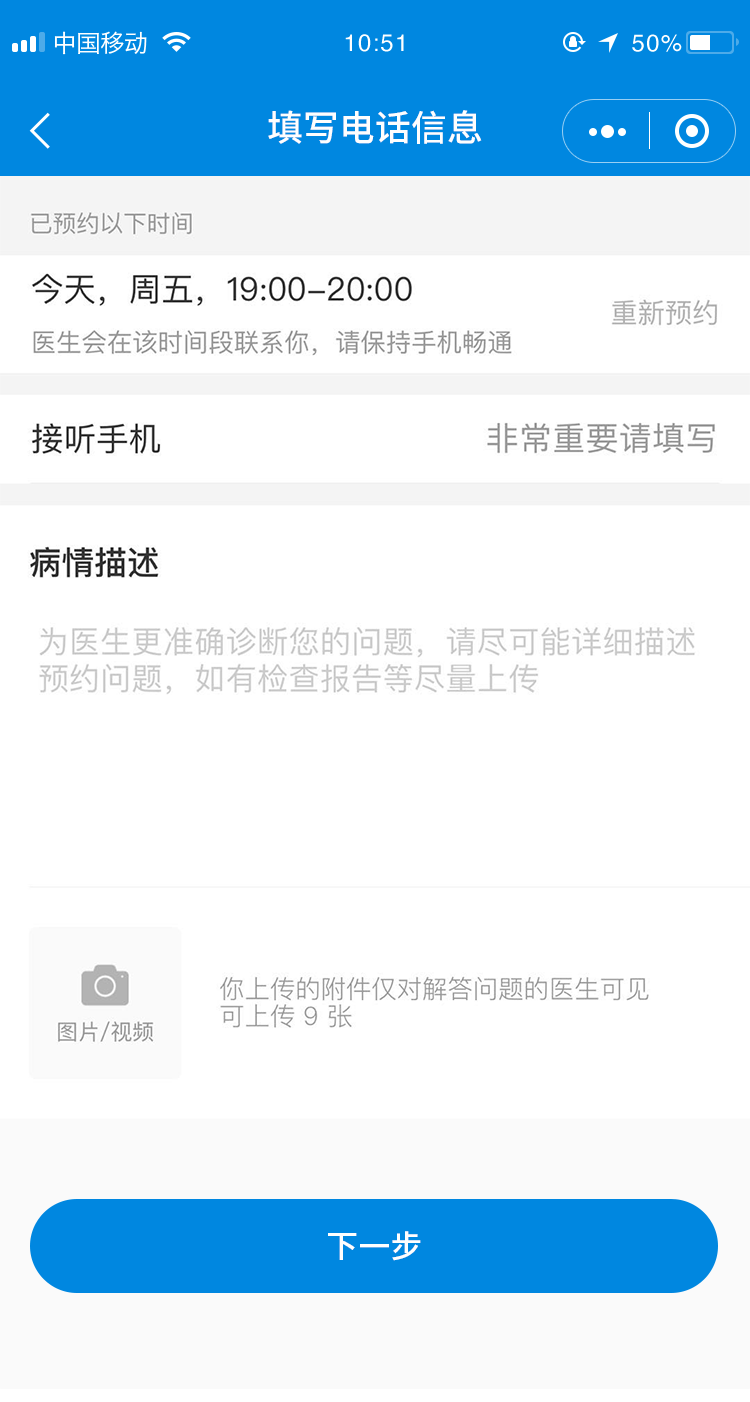 中国移动
10:51
50%
填写电话信息
已预约以下时间
今天，周五，19:00–20:00
医生会在该时间段联系你，请保持手机畅通
重新预约
接听手机
非常重要请填写
病情描述
为医生更准确诊断您的问题，请尽可能详细描述
预约问题，如有检查报告等尽量上传
图片/视频
你上传的附件仅对解答问题的医生可见
可上传 9 张
下一步